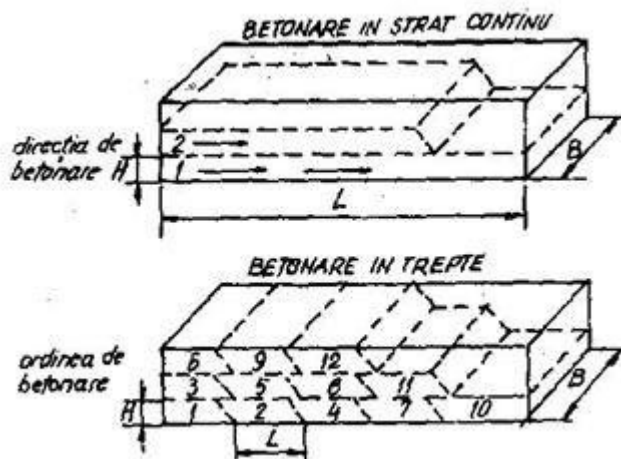 BETONARE IN STRAT CONTINU
directia de
betonare
H
2
1
L
B
BETONARE IN TREPTE
ordinea de
betonare
6 9 12
3 5 8 11
H
1 2 4 7 10
L
B